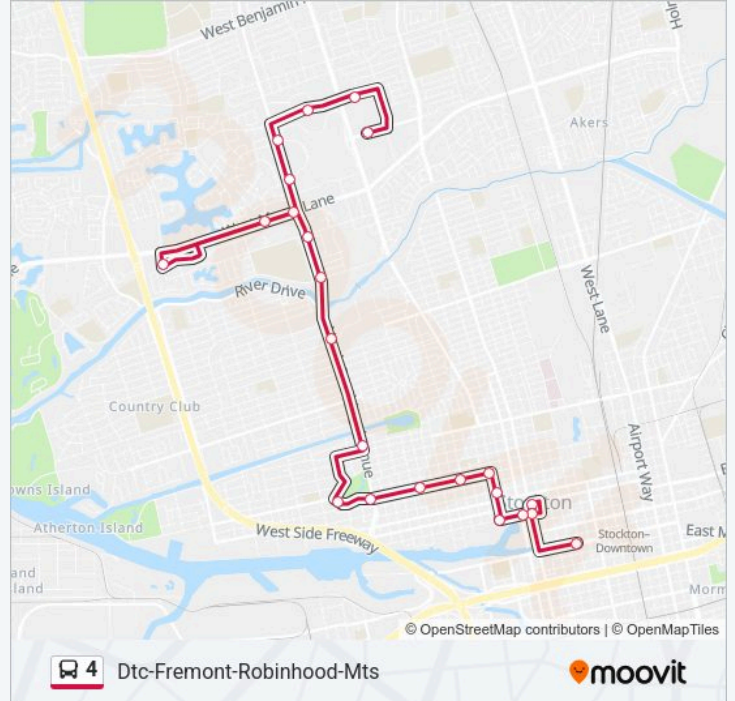 West Benjamin
Akers
Lane
River Drive
West Lane
Country Club
Airport Way
owns Island
Stockton
Atherton Island
West Side Freeway
Stockton–
Downtown
East M
and
land
Morm
© OpenStreetMap contributors | © OpenMapTiles
4 Dtc-Fremont-Robinhood-Mts
moovit